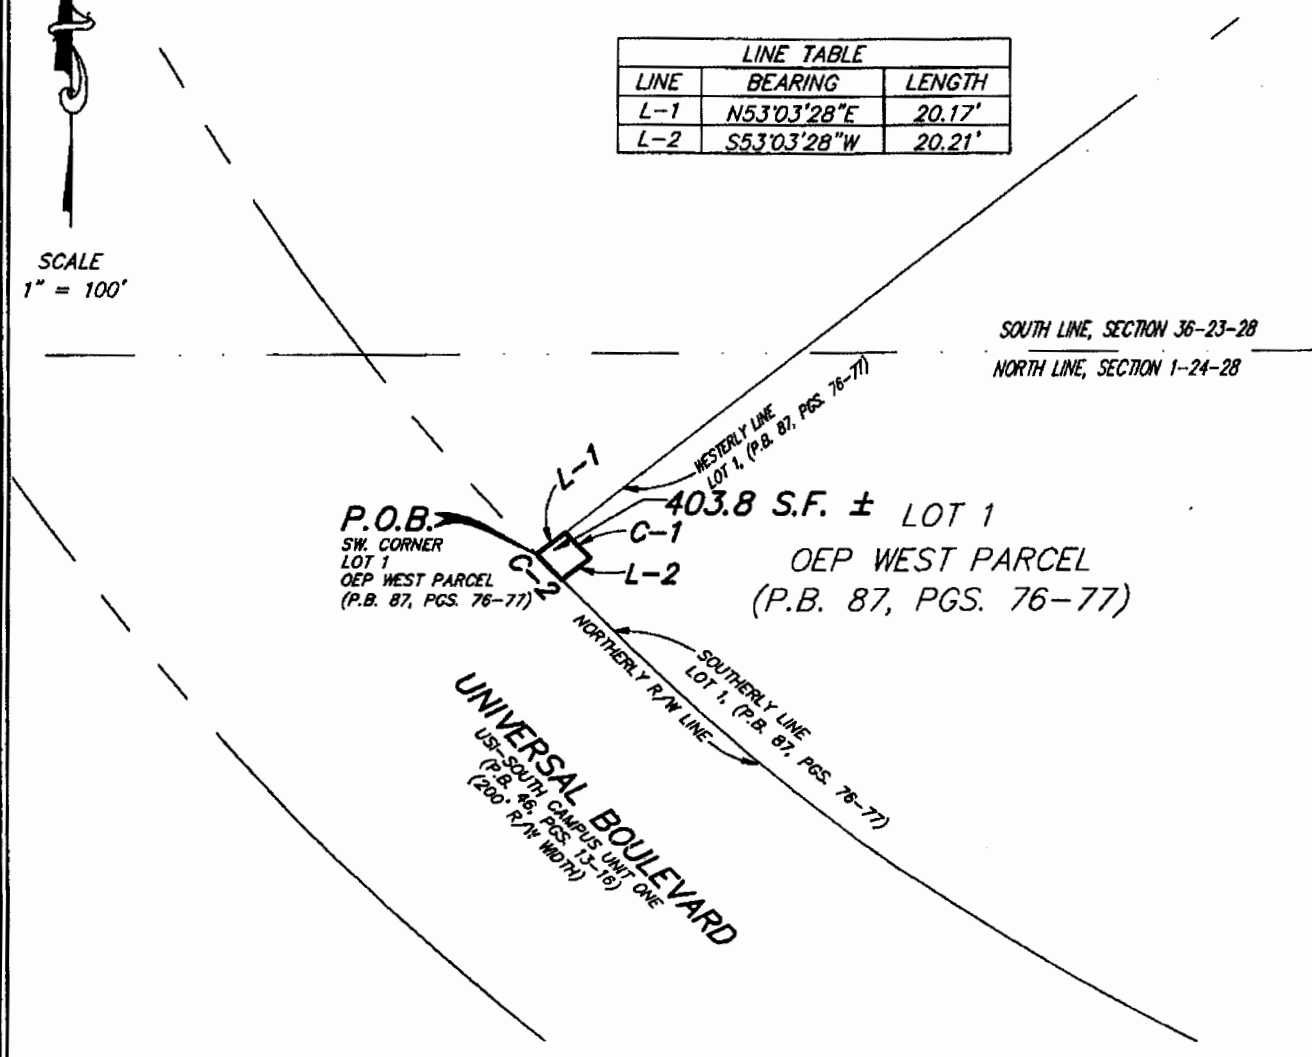 LINE TABLE
LINE BEARING LENGTH
L-1 N53°03'28"E 20.17'
L-2 S53°03'28"W 20.21'
SCALE
1" = 100'
SOUTH LINE, SECTION 36-23-28
NORTH LINE, SECTION 1-24-28
WESTERLY LINE
LOT 1, (P.B. 87, PGS. 76-77)
L-1
403.8 S.F. ±
C-1
L-2
C-2
P.O.B.
SW. CORNER
LOT 1
OEP WEST PARCEL
(P.B. 87, PGS. 76-77)
LOT 1
OEP WEST PARCEL
(P.B. 87, PGS. 76-77)
NORTHERLY R/W LINE
SOUTHERLY LINE
LOT 1, (P.B. 87, PGS. 76-77)
UNIVERSAL BOULEVARD
USI-SOUTH CAMPUS UNIT ONE
(P.B. 46, PGS. 13-16)
(200' R/W WIDTH)